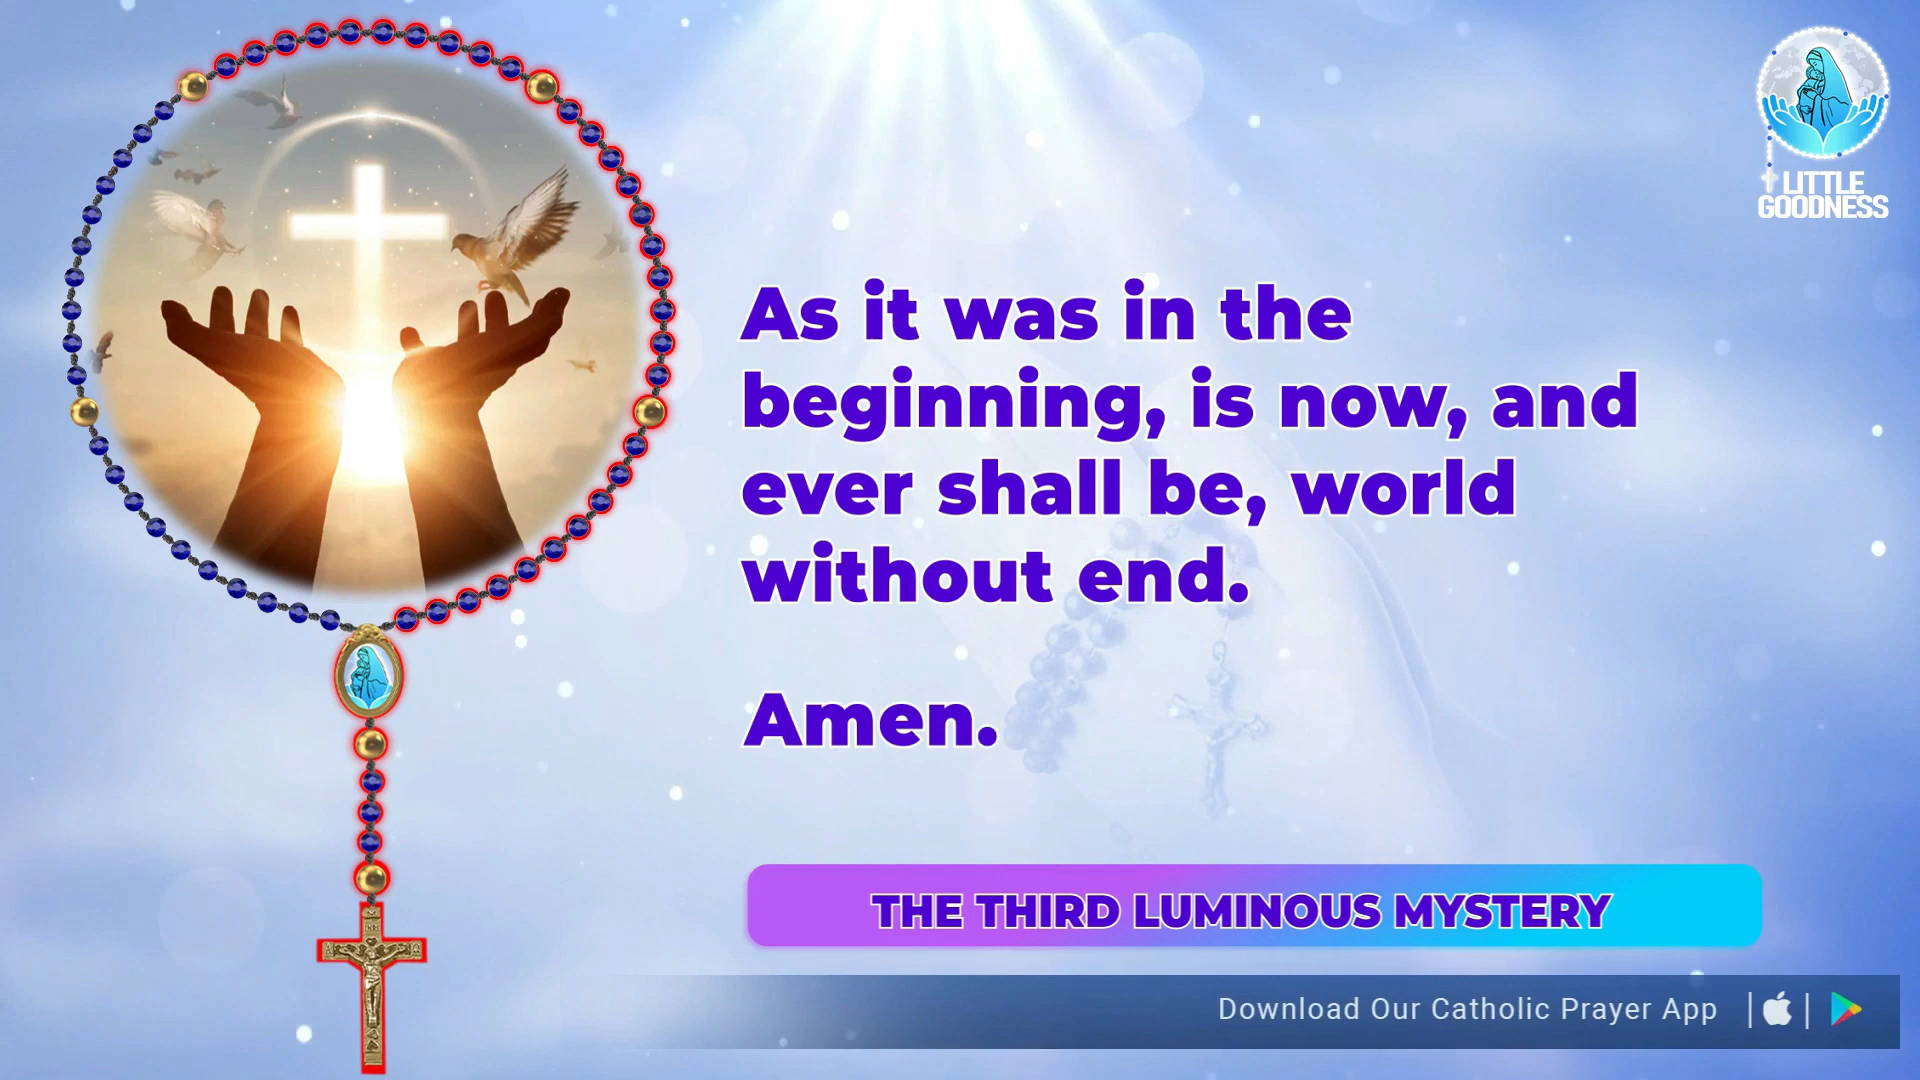 LITTLE
GOODNESS
As it was in the
beginning, is now, and
ever shall be, world
without end.
Amen.
THE THIRD LUMINOUS MYSTERY
Download Our Catholic Prayer App
INRI